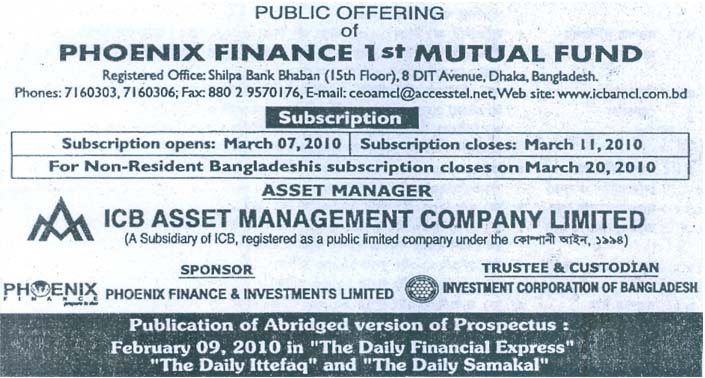 PUBLIC OFFERING
of
PHOENIX FINANCE 1st MUTUAL FUND
Registered Office: Shilpa Bank Bhaban (15th Floor), 8 DIT Avenue, Dhaka, Bangladesh.
Phones: 7160303, 7160306; Fax: 880 2 9570176, E-mail: ceoamcl@accesstel.net, Web site: www.icbamcl.com.bd
Subscription
Subscription opens: March 07, 2010 Subscription closes: March 11, 2010
For Non-Resident Bangladeshis subscription closes on March 20, 2010
ASSET MANAGER
ICB ASSET MANAGEMENT COMPANY LIMITED
(A Subsidiary of ICB, registered as a public limited company under the কোম্পানী আইন, ১৯৯৪)
SPONSOR
PHOENIX
FINANCE
PHOENIX FINANCE & INVESTMENTS LIMITED
TRUSTEE & CUSTODIAN
INVESTMENT CORPORATION OF BANGLADESH
Publication of Abridged version of Prospectus :
February 09, 2010 in "The Daily Financial Express"
"The Daily Ittefaq" and "The Daily Samakal"